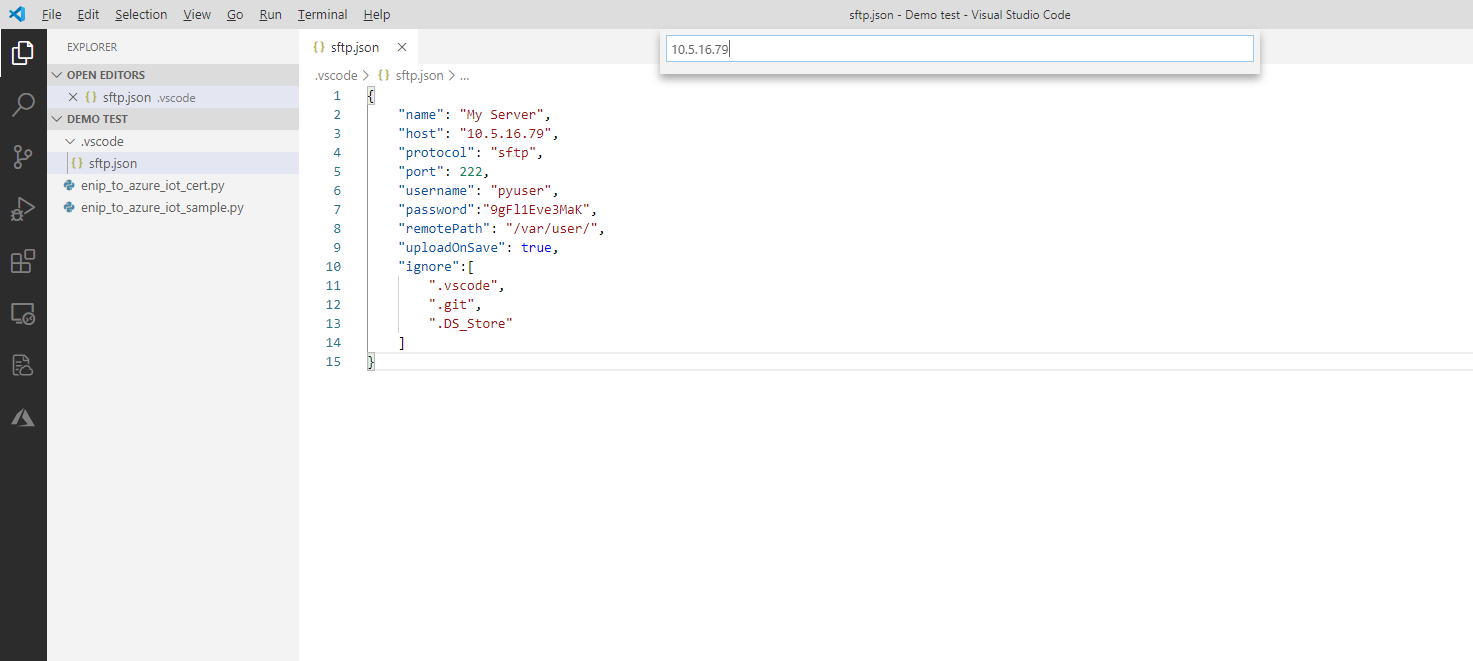 File Edit Selection View Go Run Terminal Help
sftp.json - Demo test - Visual Studio Code
10.5.16.79
EXPLORER
OPEN EDITORS
sftp.json .vscode
DEMO TEST
.vscode
{} sftp.json
enip_to_azure_iot_cert.py
enip_to_azure_iot_sample.py
{} sftp.json
.vscode > {} sftp.json > ...
1 {
2 "name": "My Server",
3 "host": "10.5.16.79",
4 "protocol": "sftp",
5 "port": 222,
6 "username": "pyuser",
7 "password":"9gFl1Eve3MaK",
8 "remotePath": "/var/user/",
9 "uploadOnSave": true,
10 "ignore":[
11 ".vscode",
12 ".git",
13 ".DS_Store"
14 ]
15 }